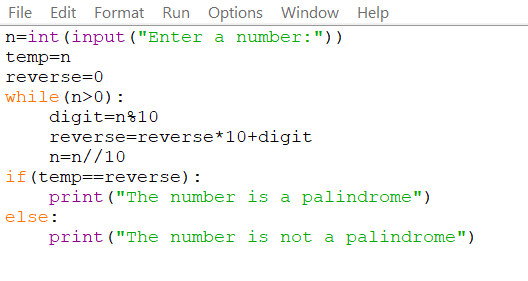 File Edit Format Run Options Window Help
n=int(input("Enter a number:"))
temp=n
reverse=0
while(n>0):
    digit=n%10
    reverse=reverse*10+digit
    n=n//10
if(temp==reverse):
    print("The number is a palindrome")
else:
    print("The number is not a palindrome")